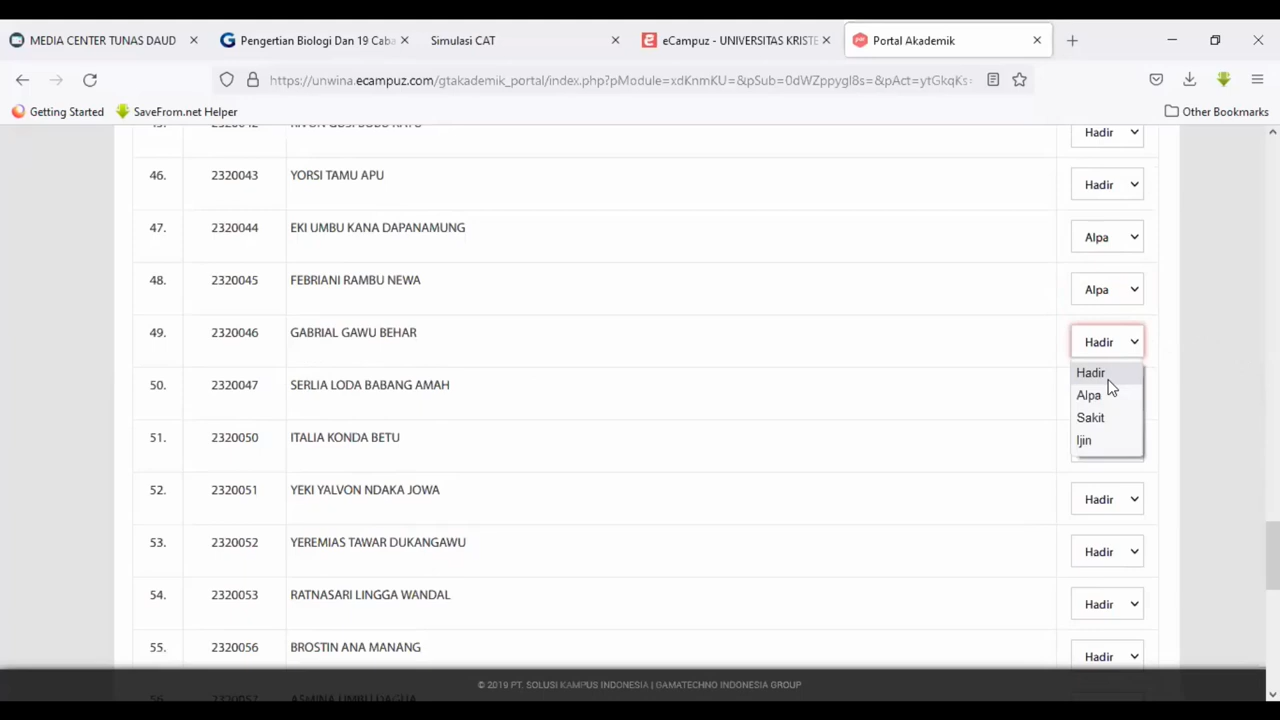 MEDIA CENTER TUNAS DAUD
Pengertian Biologi Dan 19 Caba
Simulasi CAT
eCampuz - UNIVERSITAS KRISTE
Portal Akademik
https://unwina.ecampuz.com/gtakademik_portal/index.php?pModule=xdKnmKU=&pSub=0dWZppygl8s=&pAct=ytGkqKs=
Getting Started
SaveFrom.net Helper
Other Bookmarks
Hadir
46. 2320043 YORSI TAMU APU Hadir
47. 2320044 EKI UMBU KANA DAPANAMUNG Alpa
48. 2320045 FEBRIANI RAMBU NEWA Alpa
49. 2320046 GABRIAL GAWU BEHAR Hadir
Hadir
50. 2320047 SERLIA LODA BABANG AMAH
Alpa
Sakit
51. 2320050 ITALIA KONDA BETU
Ijin
52. 2320051 YEKI YALVON NDAKA JOWA Hadir
53. 2320052 YEREMIAS TAWAR DUKANGAWU Hadir
54. 2320053 RATNASARI LINGGA WANDAL Hadir
55. 2320056 BROSTIN ANA MANANG Hadir
© 2019 PT. SOLUSI KAMPUS INDONESIA | GAMATECHNO INDONESIA GROUP